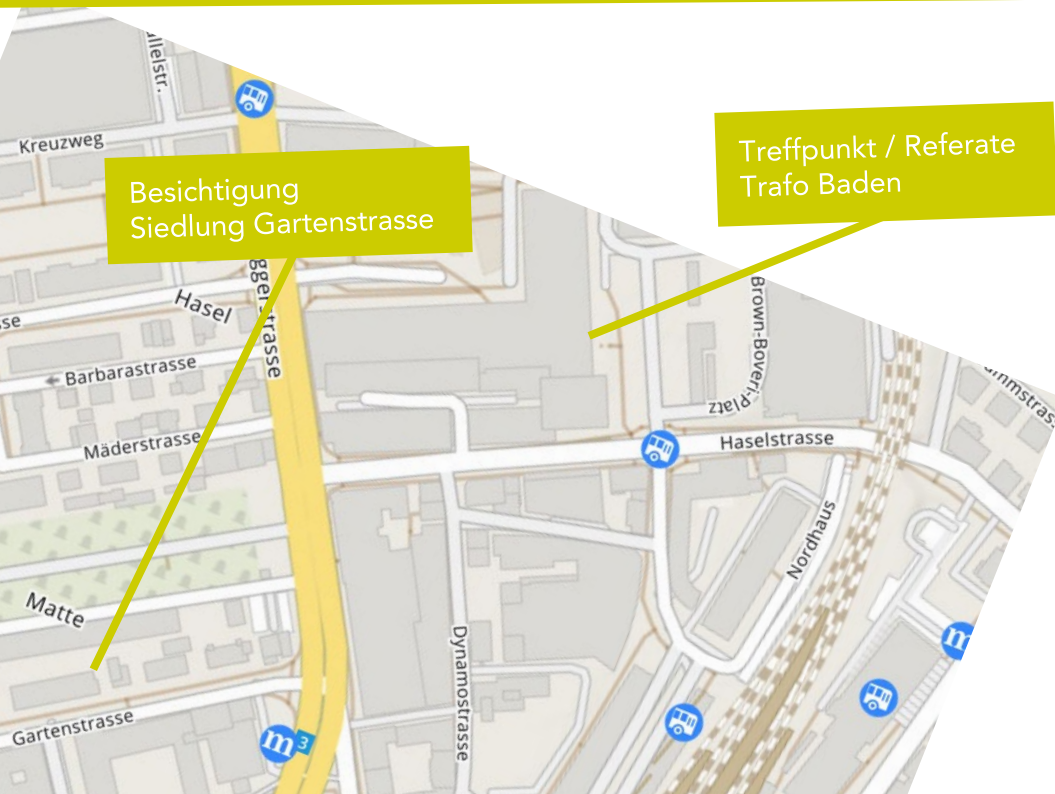 Kreuzweg
Besichtigung
Siedlung Gartenstrasse
Treffpunkt / Referate
Trafo Baden
Hasel
Barbarastrasse
Mäderstrasse
Brown-Boveri-Platz
Haselstrasse
Nordhaus
Matte
Dynamostrasse
Gartenstrasse
m
3
m